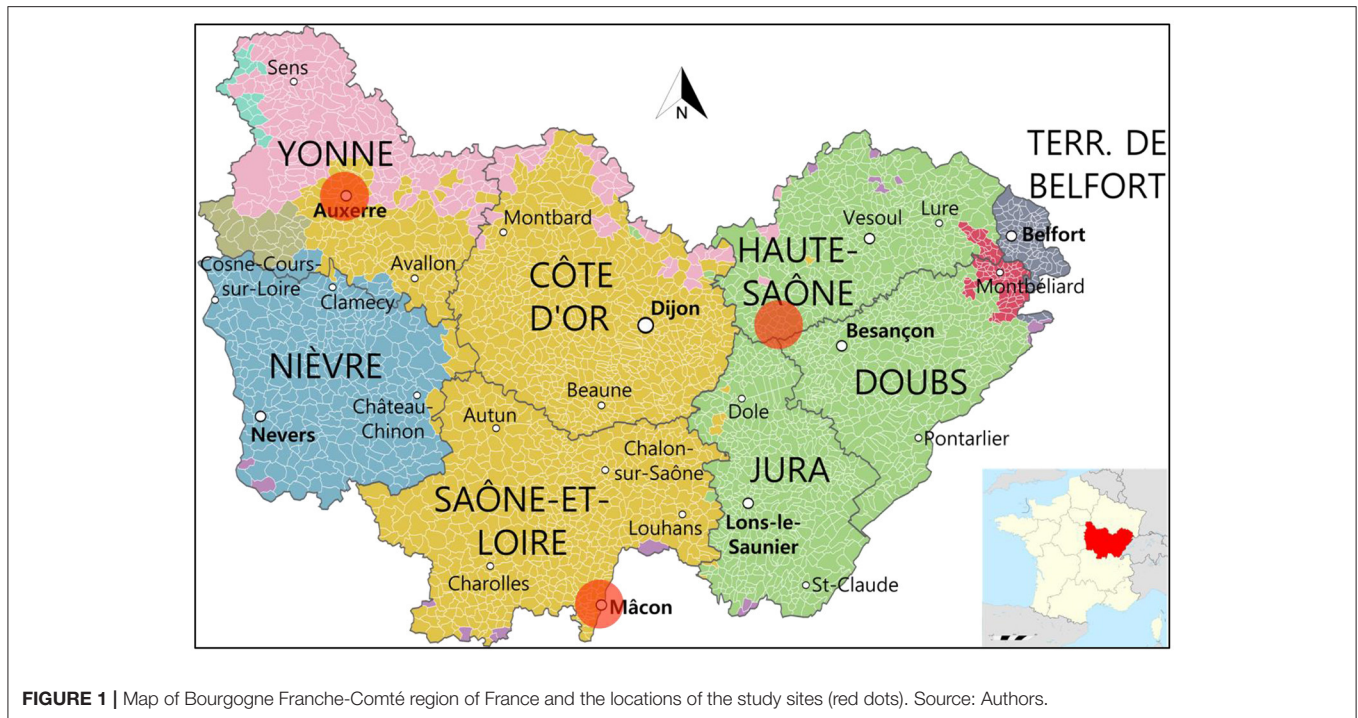 Sens
YONNE
Auxerre
N
TERR. DE
BELFORT
Montbard
Vesoul
Lure
Belfort
HAUTE-
SAÔNE
Montbéliard
Cosne-Cours-
sur-Loire
Clamecy
Avallon
CÔTE
D'OR
Dijon
Besançon
NIÈVRE
DOUBS
Château-
Chinon
Nevers
Autun
Beaune
Dole
Pontarlier
Chalon-
sur-Saône
JURA
SAÔNE-ET-
LOIRE
Louhans
Lons-le-
Saunier
Charolles
St-Claude
Mâcon
FIGURE 1 | Map of Bourgogne Franche-Comté region of France and the locations of the study sites (red dots). Source: Authors.